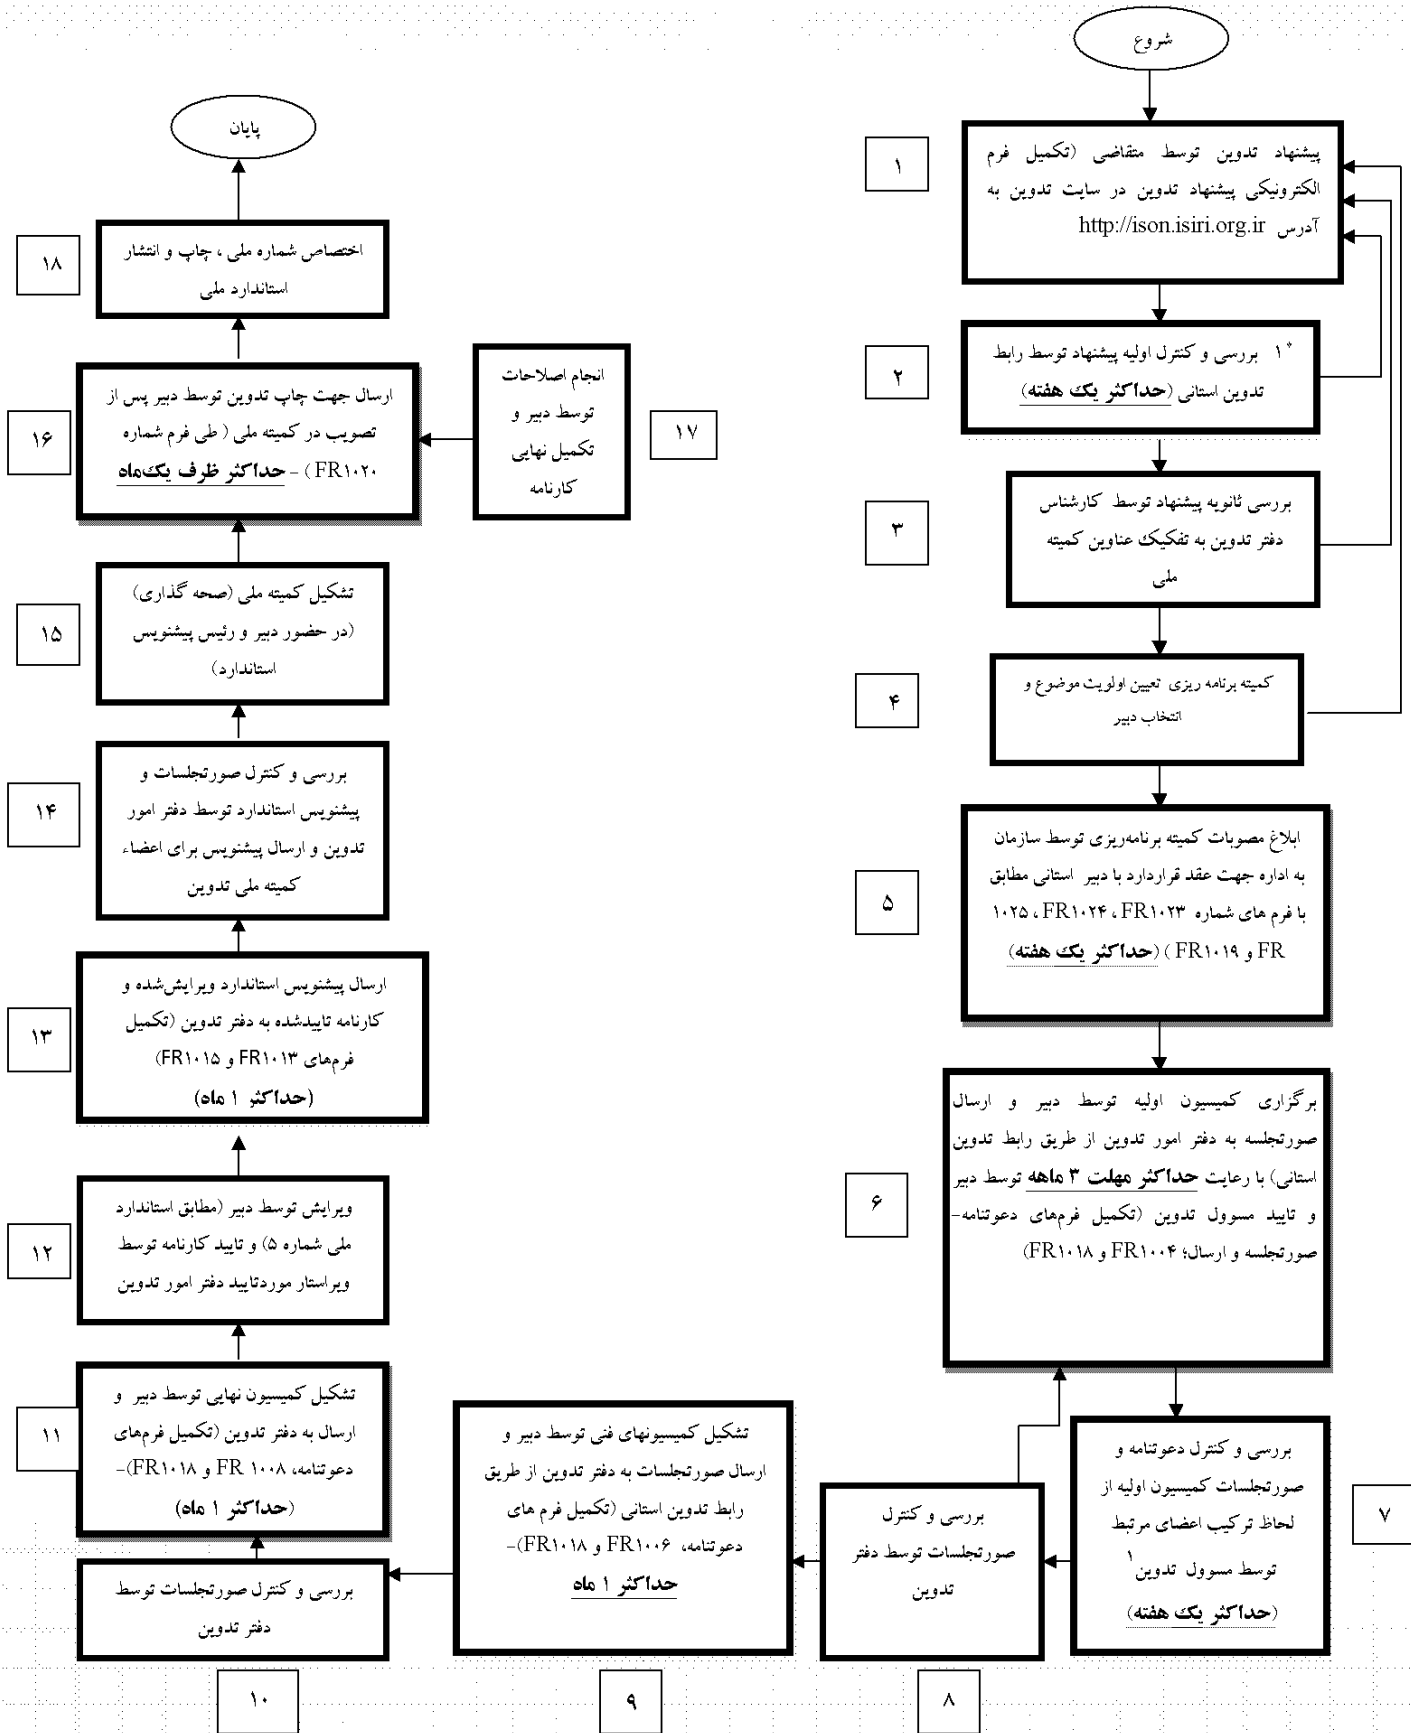 شروع
۱
پیشنهاد تدوین توسط متقاضی (تکمیل فرم
الکترونیکی پیشنهاد تدوین در سایت تدوین به
آدرس http://ison.isiri.org.ir
۲
*۱ بررسی و کنترل اولیه پیشنهاد توسط رابط
تدوین استانی (حداکثر یک هفته)
۳
بررسی ثانویه پیشنهاد توسط کارشناس
دفتر تدوین به تفکیک عناوین کمیته
ملی
۴
کمیته برنامه ریزی تعیین اولویت موضوع و
انتخاب دبیر
۵
ابلاغ مصوبات کمیته برنامه‌ریزی توسط سازمان
به اداره جهت عقد قراردارد با دبیر استانی مطابق
با فرم های شماره FR۱۰۲۳ ، FR۱۰۲۴ ، ۱۰۲۵
FR و FR۱۰۱۹ ) (حداکثر یک هفته)
۶
برگزاری کمیسیون اولیه توسط دبیر و ارسال
صورتجلسه به دفتر امور تدوین از طریق رابط تدوین
استانی) با رعایت حداکثر مهلت ۳ ماهه توسط دبیر
و تایید مسوول تدوین (تکمیل فرم‌های دعوتنامه-
صورتجلسه و ارسال؛ FR۱۰۰۴ و FR۱۰۱۸)
۷
بررسی و کنترل دعوتنامه و
صورتجلسات کمیسیون اولیه از
لحاظ ترکیب اعضای مرتبط
توسط مسوول تدوین۱
(حداکثر یک هفته)
۸
بررسی و کنترل
صورتجلسات توسط دفتر
تدوین
۹
تشکیل کمیسیونهای فنی توسط دبیر و
ارسال صورتجلسات به دفتر تدوین از طریق
رابط تدوین استانی (تکمیل فرم های
دعوتنامه، FR۱۰۰۶ و FR۱۰۱۸)-
حداکثر ۱ ماه
۱۰
بررسی و کنترل صورتجلسات توسط
دفتر تدوین
۱۱
تشکیل کمیسیون نهایی توسط دبیر و
ارسال به دفتر تدوین (تکمیل فرم‌های
دعوتنامه، FR ۱۰۰۸ و FR۱۰۱۸)-
(حداکثر ۱ ماه)
۱۲
ویرایش توسط دبیر (مطابق استاندارد
ملی شماره ۵) و تایید کارنامه توسط
ویراستار موردتایید دفتر امور تدوین
۱۳
ارسال پیشنویس استاندارد ویرایش‌شده و
کارنامه تاییدشده به دفتر تدوین (تکمیل
فرم‌های FR۱۰۱۳ و FR۱۰۱۵)
(حداکثر ۱ ماه)
۱۴
بررسی و کنترل صورتجلسات و
پیشنویس استاندارد توسط دفتر امور
تدوین و ارسال پیشنویس برای اعضاء
کمیته ملی تدوین
۱۵
تشکیل کمیته ملی (صحه گذاری)
(در حضور دبیر و رئیس پیشنویس
استاندارد)
۱۶
ارسال جهت چاپ تدوین توسط دبیر پس از
تصویب در کمیته ملی ( طی فرم شماره
FR۱۰۲۰ ) - حداکثر ظرف یک‌ماه
۱۷
انجام اصلاحات
توسط دبیر و
تکمیل نهایی
کارنامه
۱۸
اختصاص شماره ملی ، چاپ و انتشار
استاندارد ملی
پایان